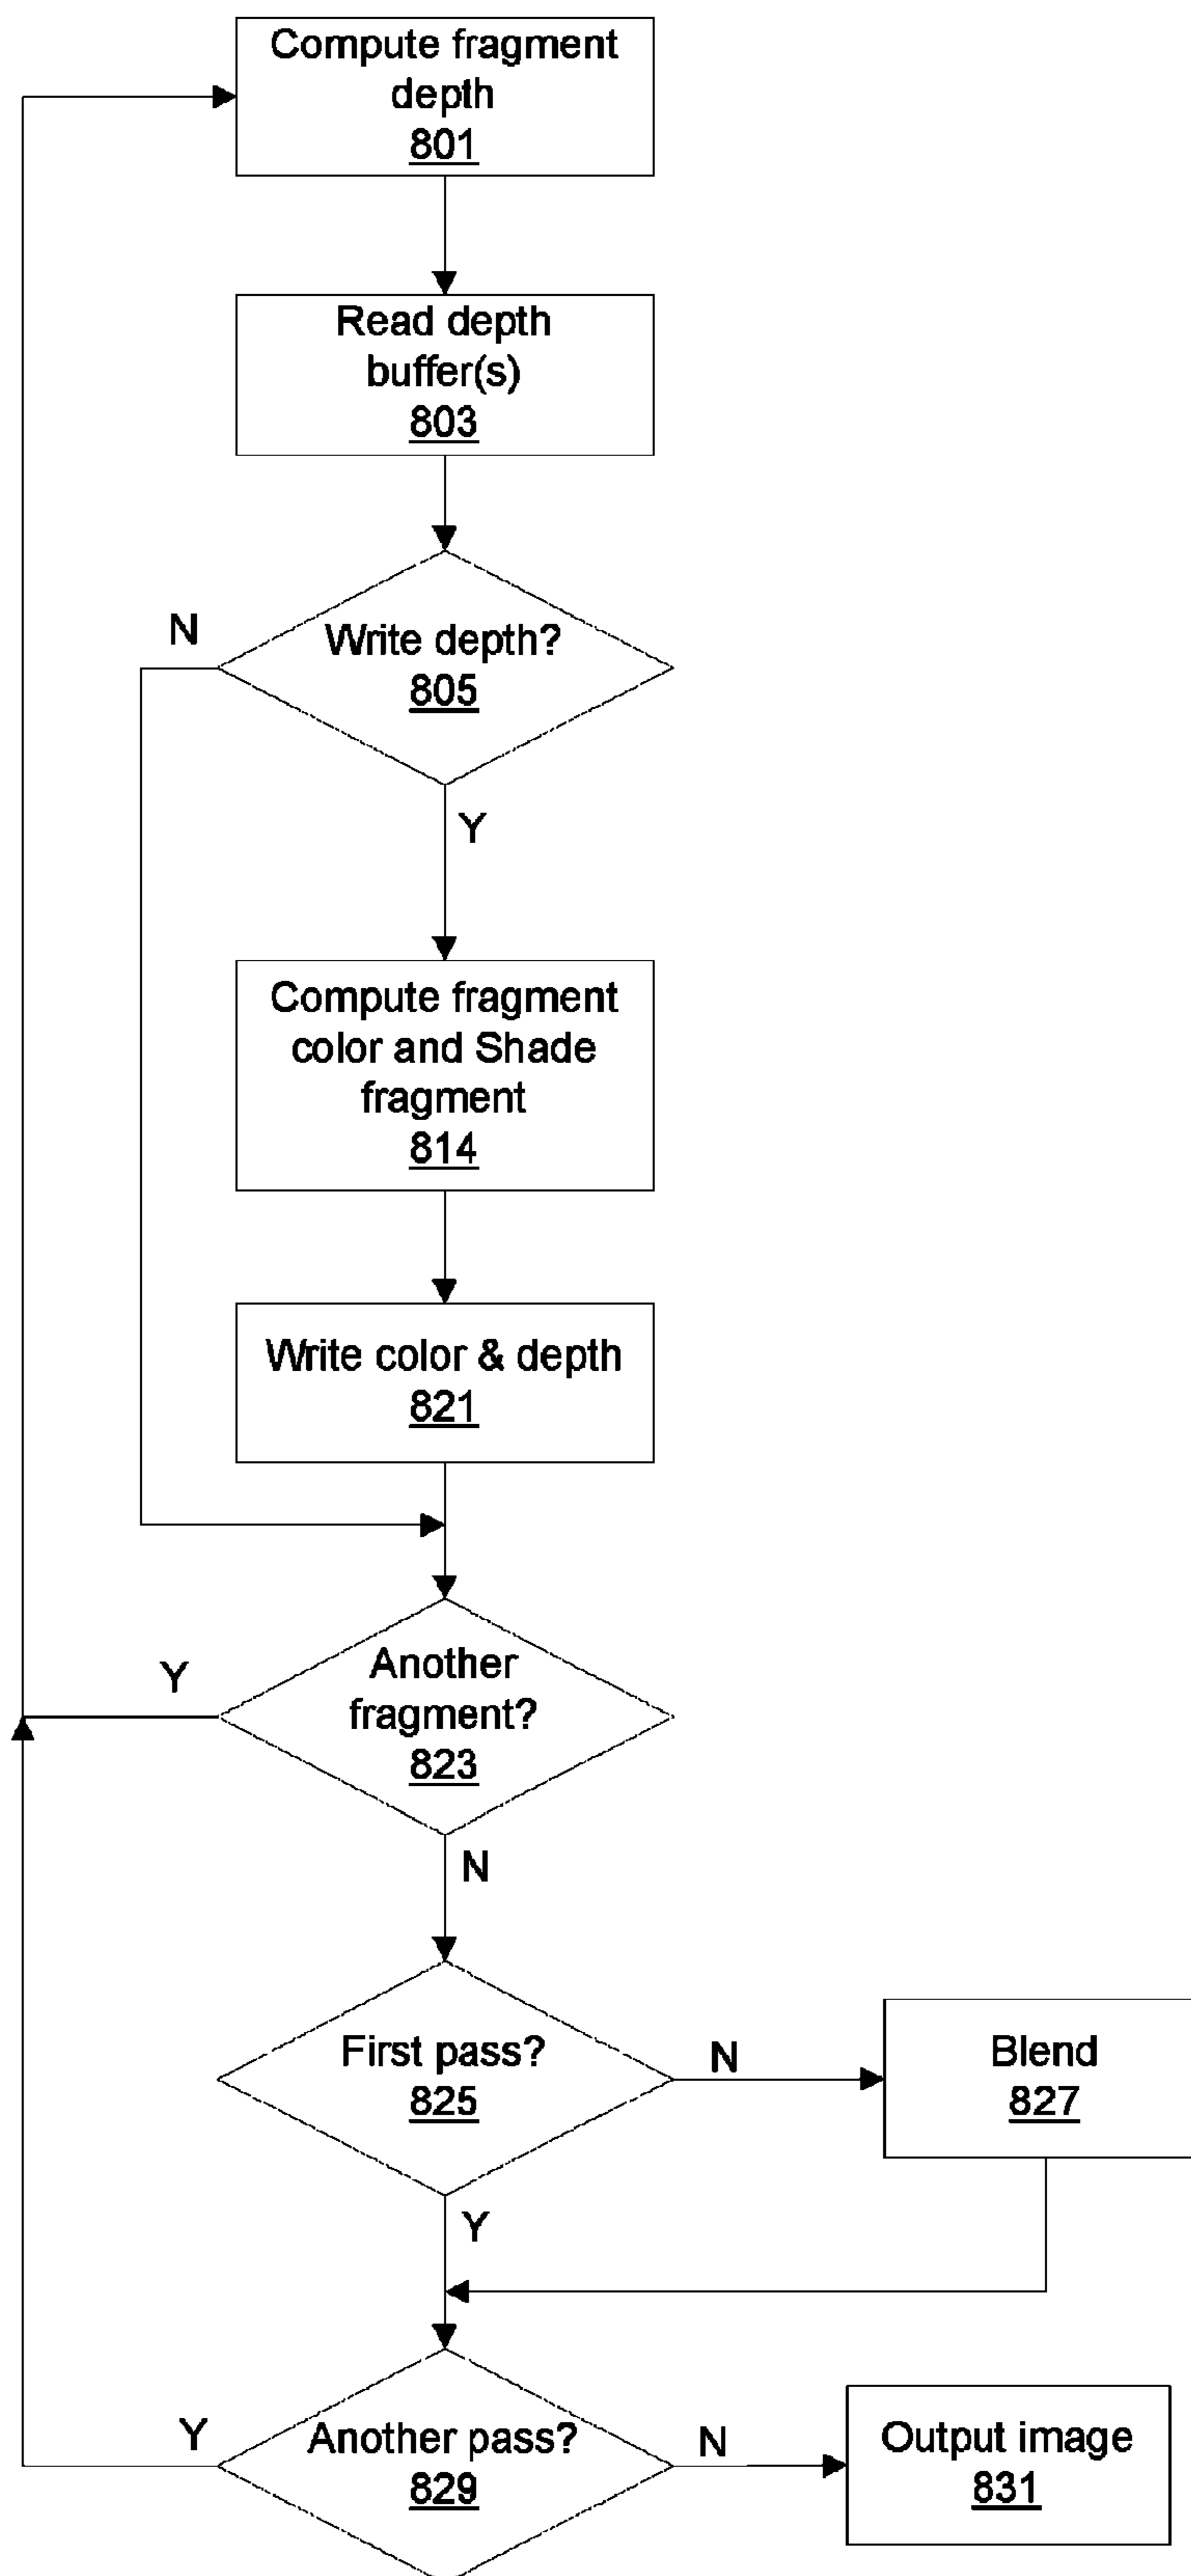 Compute fragment
depth
801
Read depth
buffer(s)
803
N
Write depth?
805
Y
Compute fragment
color and Shade
fragment
814
Write color & depth
821
Y
Another
fragment?
823
N
First pass?
825
N
Blend
827
Y
Y
Another pass?
829
N
Output image
831